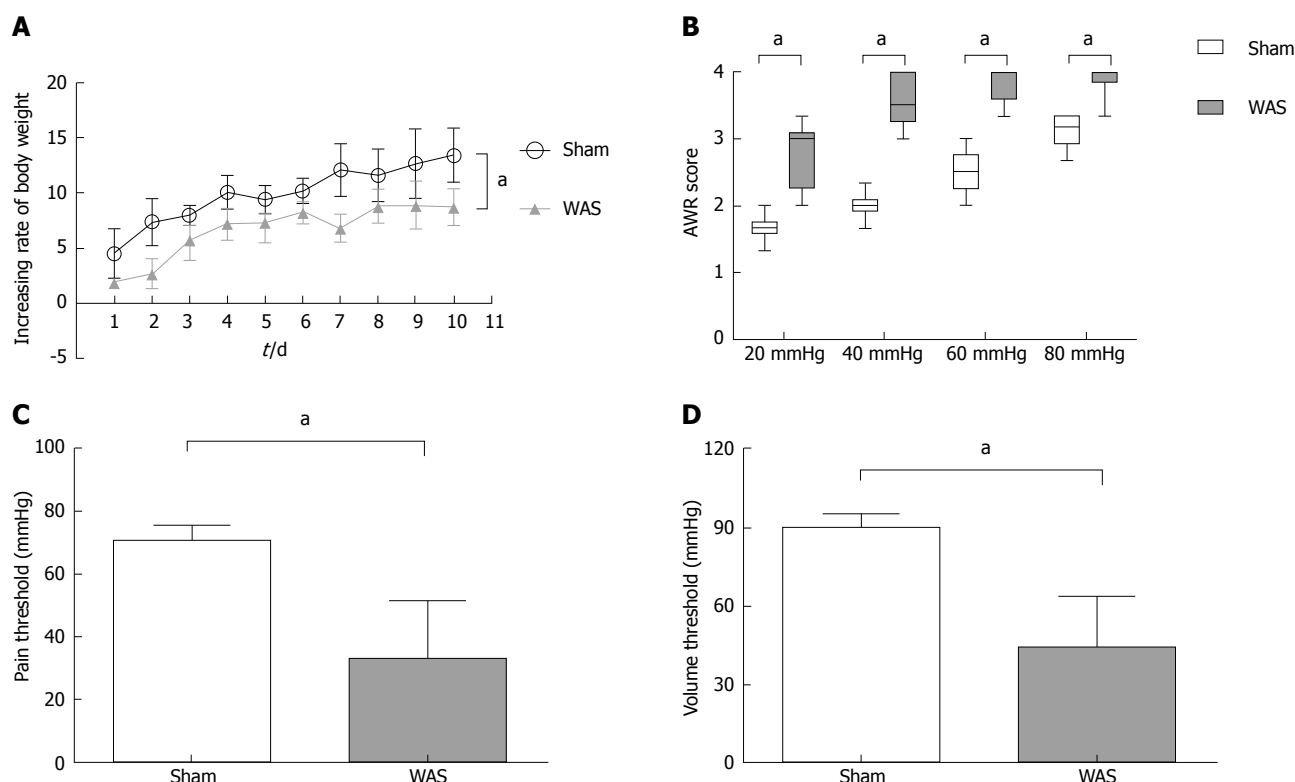 A
Increasing rate of body weight
20
15
10
5
0
-5
1 2 3 4 5 6 7 8 9 10 11
t/d
Sham
WAS
a
B
AWR score
4
3
2
1
0
a a a a
20 mmHg 40 mmHg 60 mmHg 80 mmHg
Sham
WAS
C
Pain threshold (mmHg)
100
80
60
40
20
0
a
Sham WAS
D
Volume threshold (mmHg)
120
90
60
30
0
a
Sham WAS